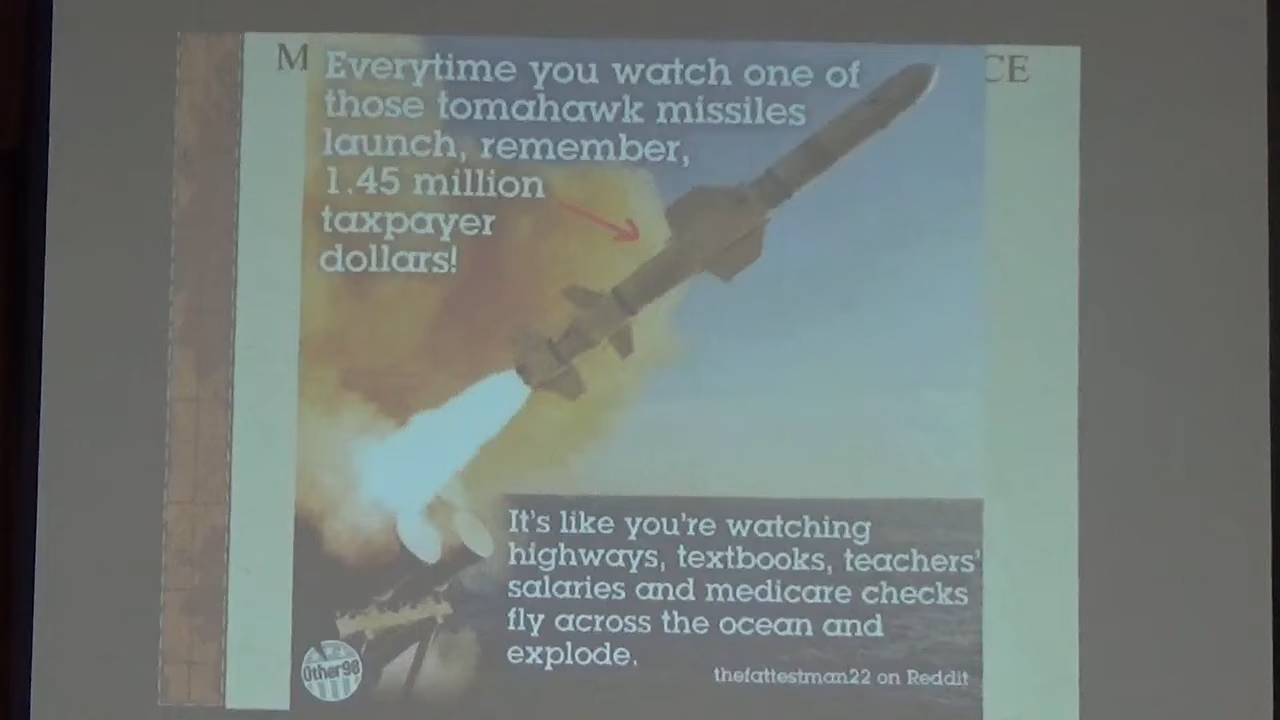 M
CE
Everytime you watch one of
those tomahawk missiles
launch, remember,
1.45 million
taxpayer
dollars!
It's like you're watching
highways, textbooks, teachers'
salaries and medicare checks
fly across the ocean and
explode.
thefattestman22 on Reddit
Other98